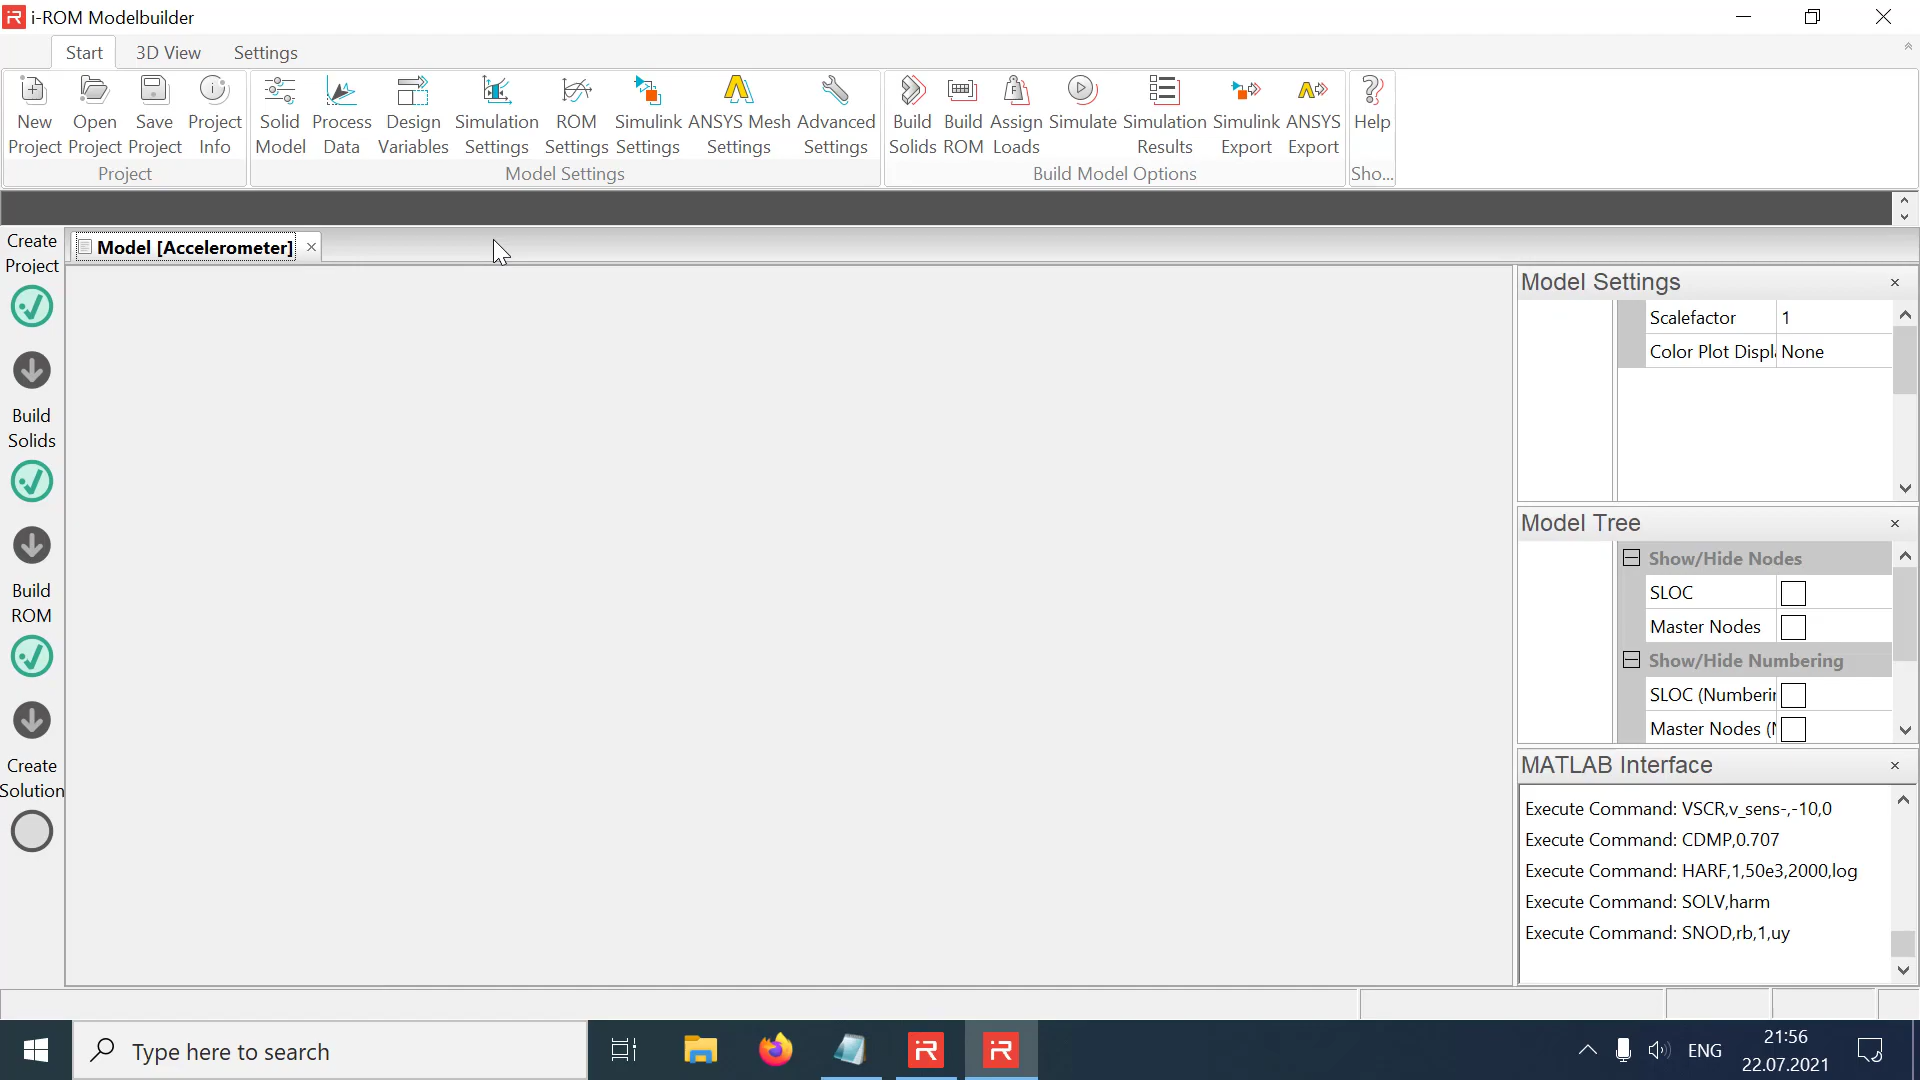 i-ROM Modelbuilder
Start 3D View Settings
New Project
Open Project
Save Project
Project Info
Project
Solid Model
Process Data
Design Variables
Simulation Settings
ROM Settings
Simulink Settings
ANSYS Mesh Settings
Advanced Settings
Model Settings
Build Solids
Build ROM
Assign Loads
Simulate
Simulation Results
Simulink Export
ANSYS Export
Build Model Options
Help
Sho...
Create Project
Build Solids
Build ROM
Create Solution
Model [Accelerometer]
Model Settings
Scalefactor 1
Color Plot Displ None
Model Tree
Show/Hide Nodes
SLOC
Master Nodes
Show/Hide Numbering
SLOC (Numberin
Master Nodes (N
MATLAB Interface
Execute Command: VSCR,v_sens-,-10,0
Execute Command: CDMP,0.707
Execute Command: HARF,1,50e3,2000,log
Execute Command: SOLV,harm
Execute Command: SNOD,rb,1,uy
Type here to search
ENG
21:56
22.07.2021